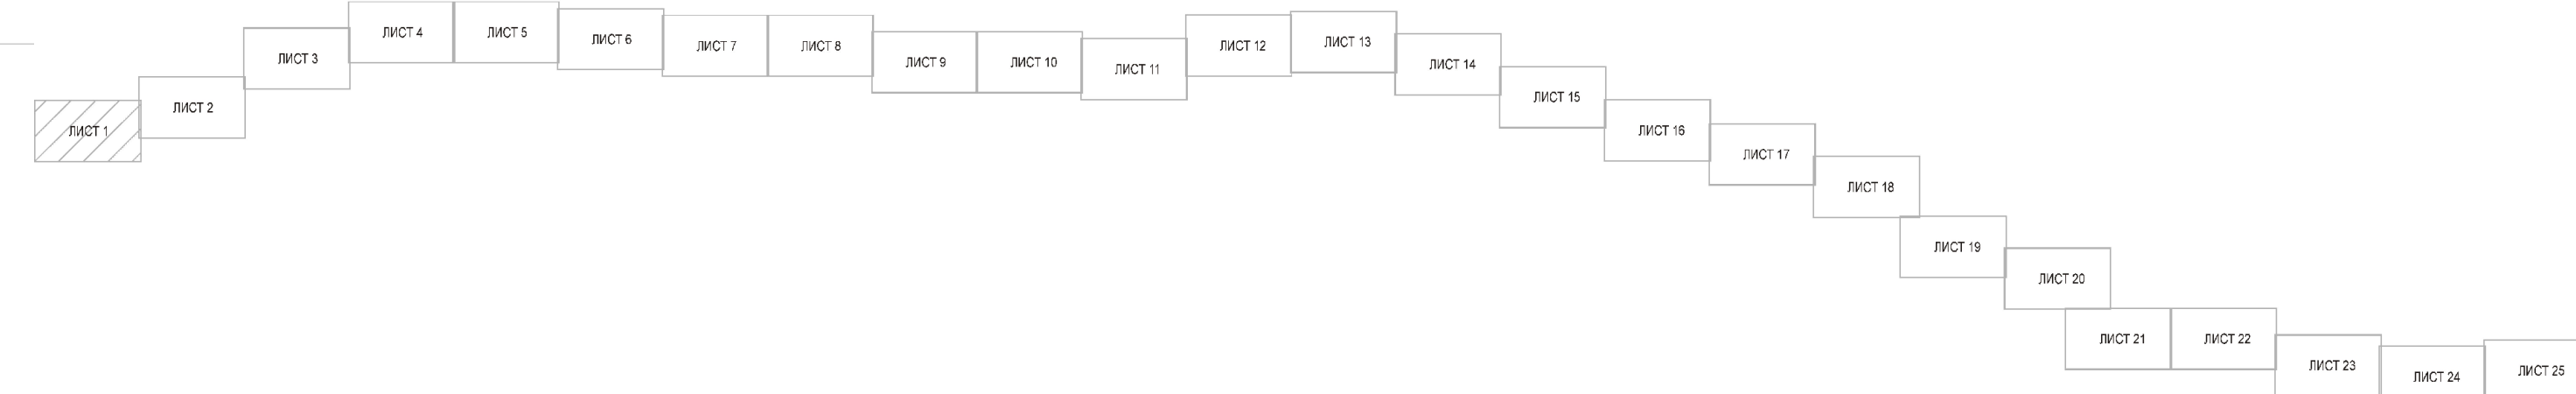 ЛИСТ 1
ЛИСТ 2
ЛИСТ 3
ЛИСТ 4
ЛИСТ 5
ЛИСТ 6
ЛИСТ 7
ЛИСТ 8
ЛИСТ 9
ЛИСТ 10
ЛИСТ 11
ЛИСТ 12
ЛИСТ 13
ЛИСТ 14
ЛИСТ 15
ЛИСТ 16
ЛИСТ 17
ЛИСТ 18
ЛИСТ 19
ЛИСТ 20
ЛИСТ 21
ЛИСТ 22
ЛИСТ 23
ЛИСТ 24
ЛИСТ 25